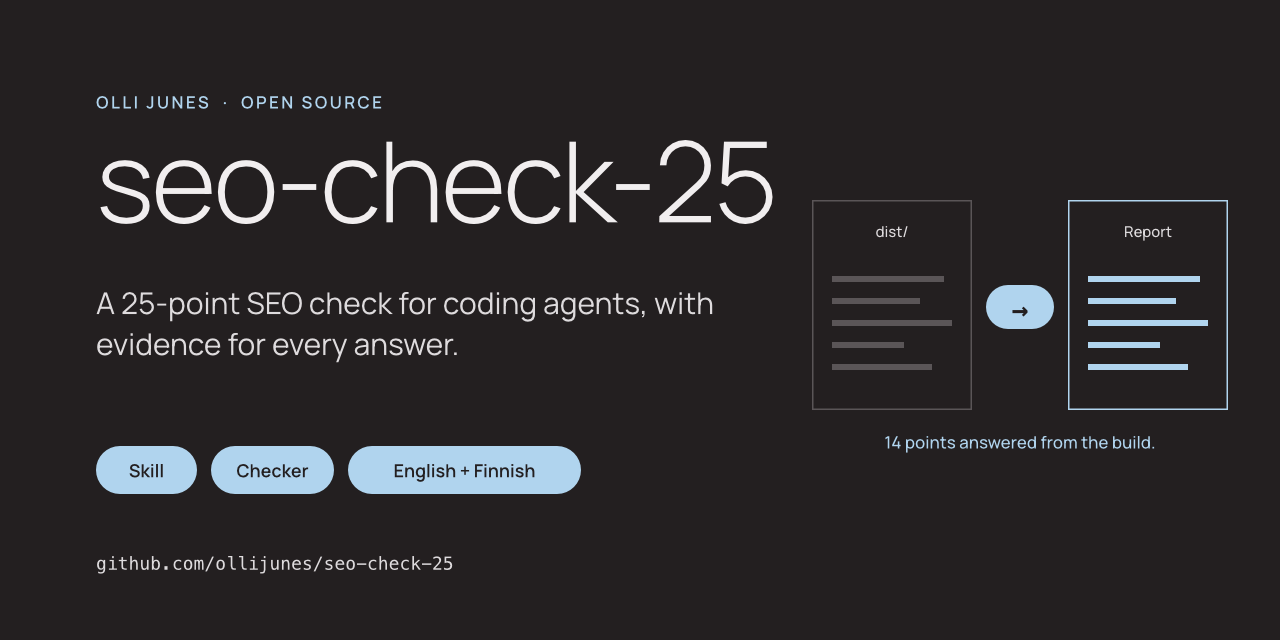 OLLI JUNES · OPEN SOURCE
seo-check-25
A 25-point SEO check for coding agents, with
evidence for every answer.
dist/
→
Report
14 points answered from the build.
Skill
Checker
English + Finnish
github.com/ollijunes/seo-check-25